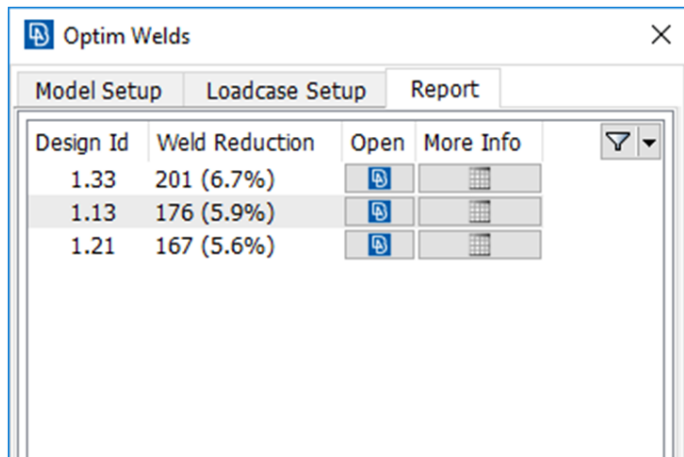 Optim Welds
Model Setup Loadcase Setup Report
Design Id Weld Reduction Open More Info
1.33 201 (6.7%)
1.13 176 (5.9%)
1.21 167 (5.6%)